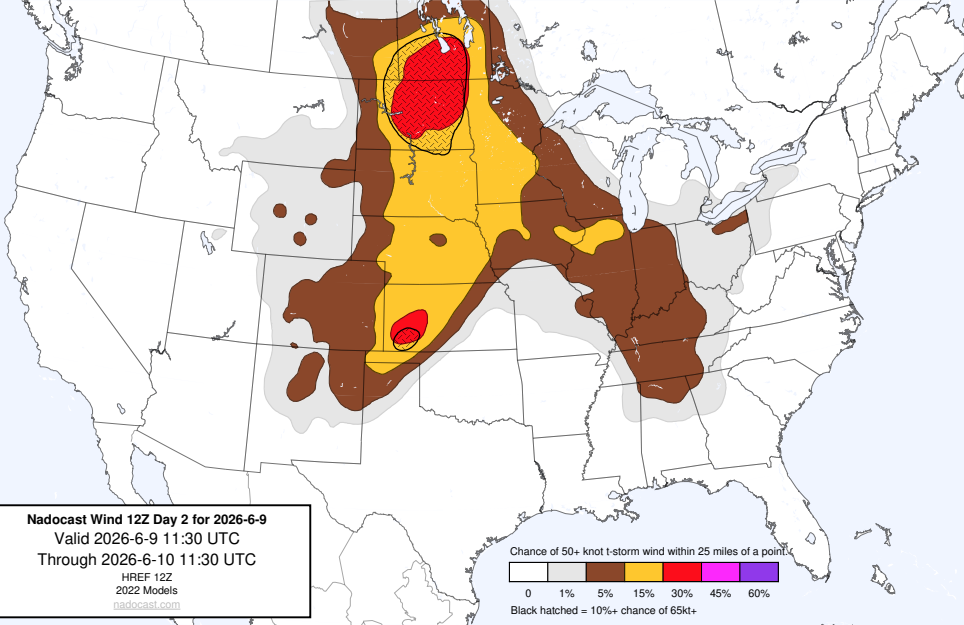 Nadocast Wind 12Z Day 2 for 2026-6-9
Valid 2026-6-9 11:30 UTC
Through 2026-6-10 11:30 UTC
HREF 12Z
2022 Models
nadocast.com
Chance of 50+ knot t-storm wind within 25 miles of a point.
0 1% 5% 15% 30% 45% 60%
Black hatched = 10%+ chance of 65kt+